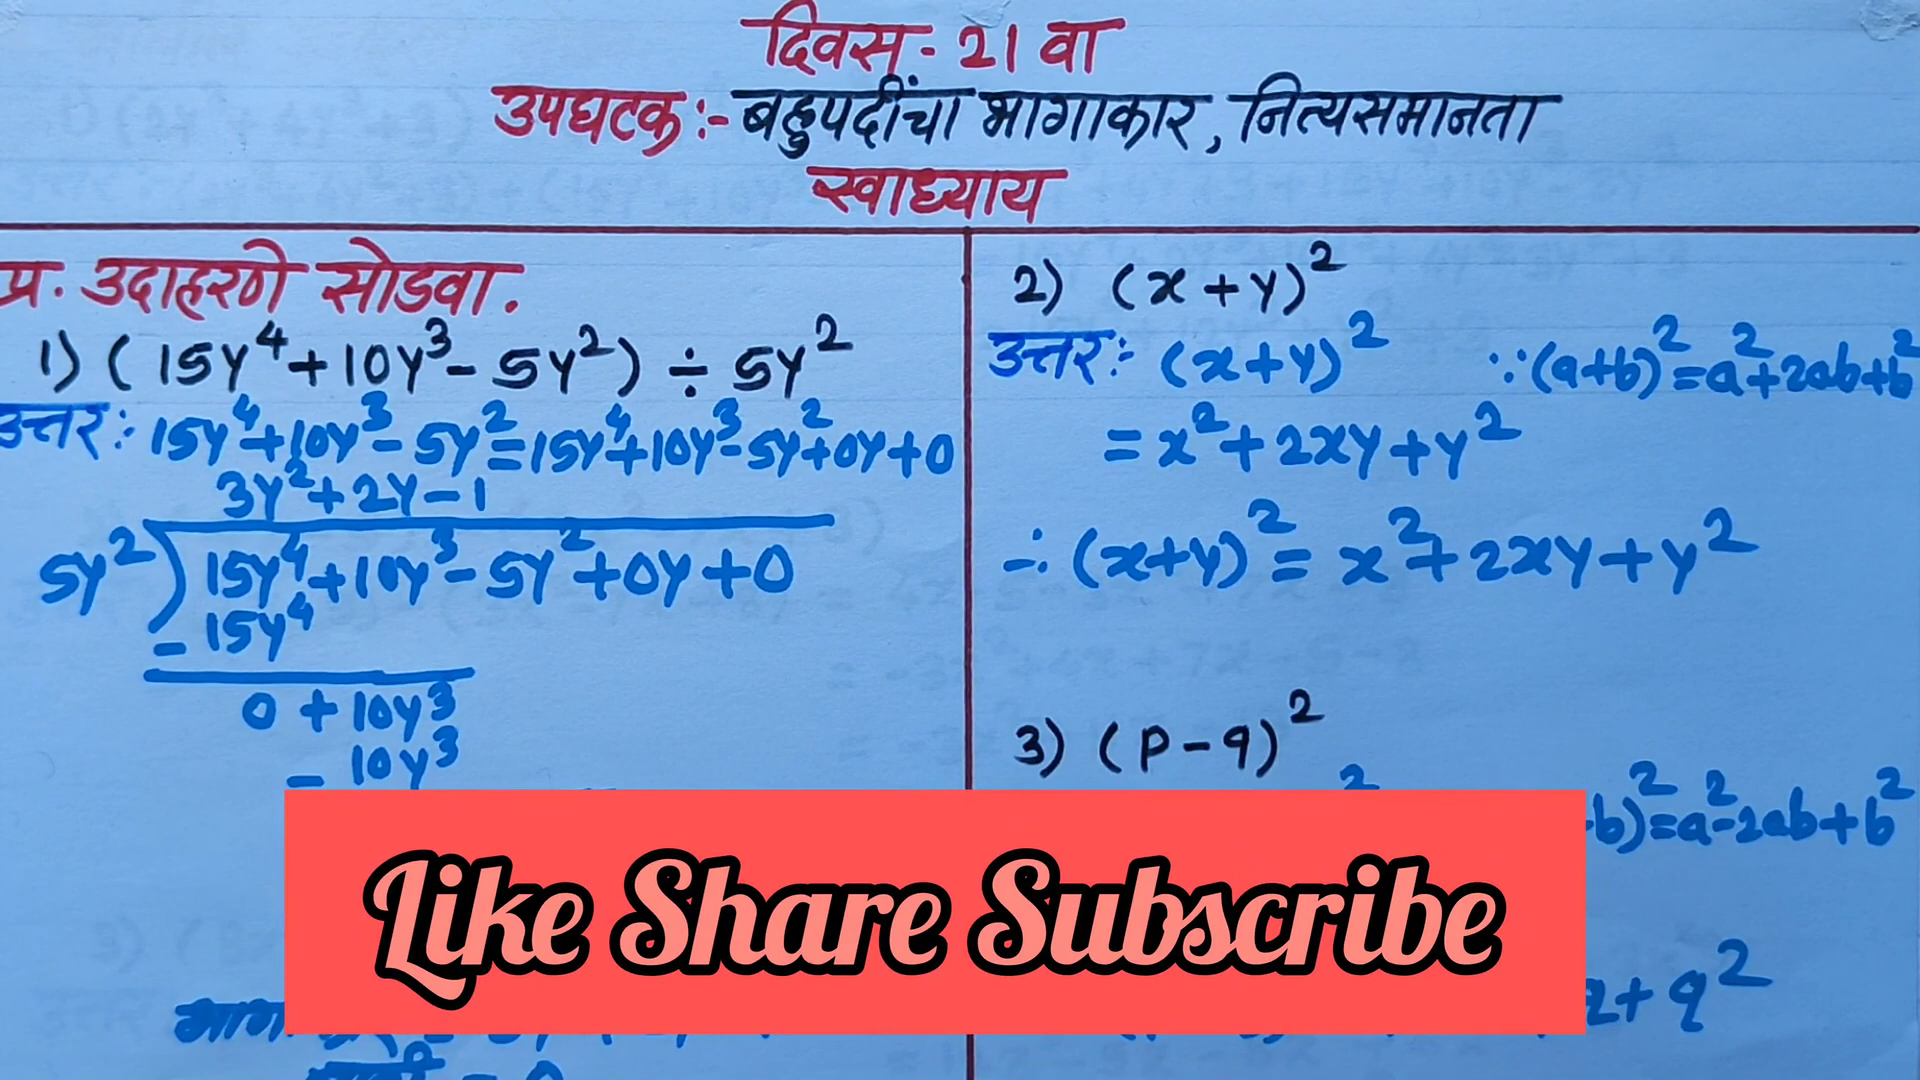 दिवस - 21 वा
उपघटक :- बहुपदींचा भागाकार, नित्यसमानता
स्वाध्याय
प्र. उदाहरणे सोडवा.
1) (15y⁴ + 10y³ - 5y²) ÷ 5y²
उत्तर :- 15y⁴ + 10y³ - 5y² = 15y⁴ + 10y³ - 5y² + 0y + 0
3y² + 2y - 1
5y² ) 15y⁴ + 10y³ - 5y² + 0y + 0
- 15y⁴
0 + 10y³
- 10y³
2) (x + y)²
उत्तर :- (x + y)² ∵ (a+b)² = a² + 2ab + b²
= x² + 2xy + y²
∴ (x+y)² = x² + 2xy + y²
3) (p - q)²
b)² = a² - 2ab + b²
+ q²
Like Share Subscribe